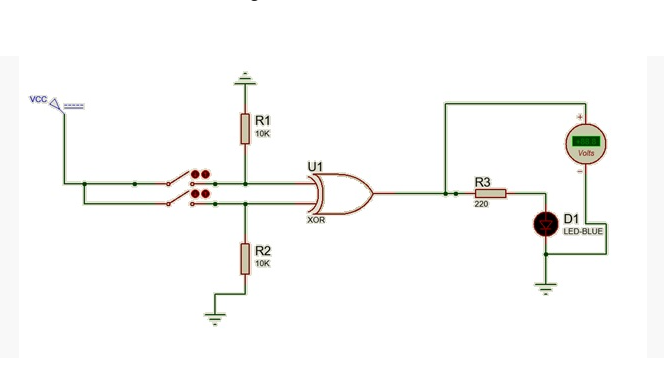 VCC
R1
10K
U1
XOR
R2
10K
R3
220
+
Volts
-
D1
LED-BLUE